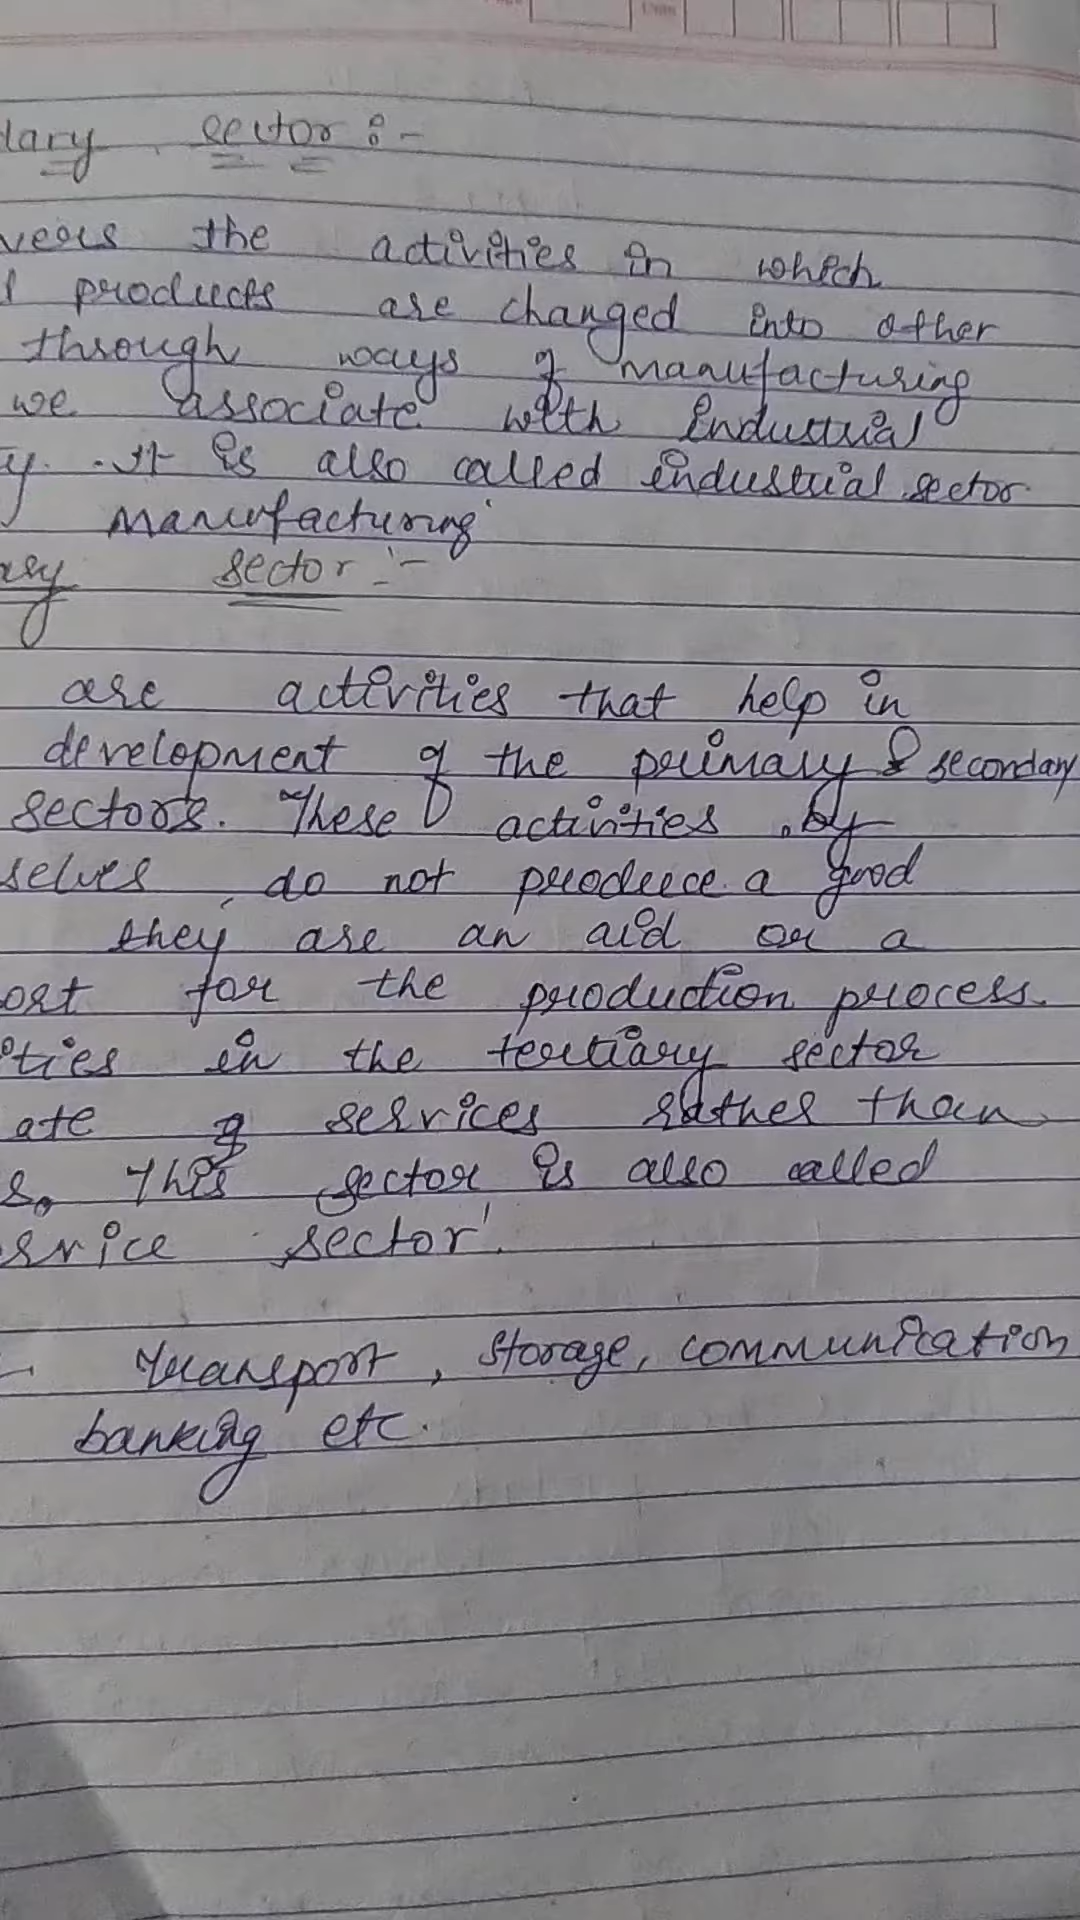 dary sector :-
vers the activities in which
l products are changed into other
through ways of manufacturing
we associate with industrial
y. It is also called industrial sector
manufacturing
ary sector :-
are activities that help in
development of the primary & secondary
sectors. These activities by
selves do not produce a good
they are an aid or a
ort for the production process.
ities in the tertiary sector
ate of services rather than
s. This sector is also called
ervice sector'.
Transport, storage, communication
banking etc.